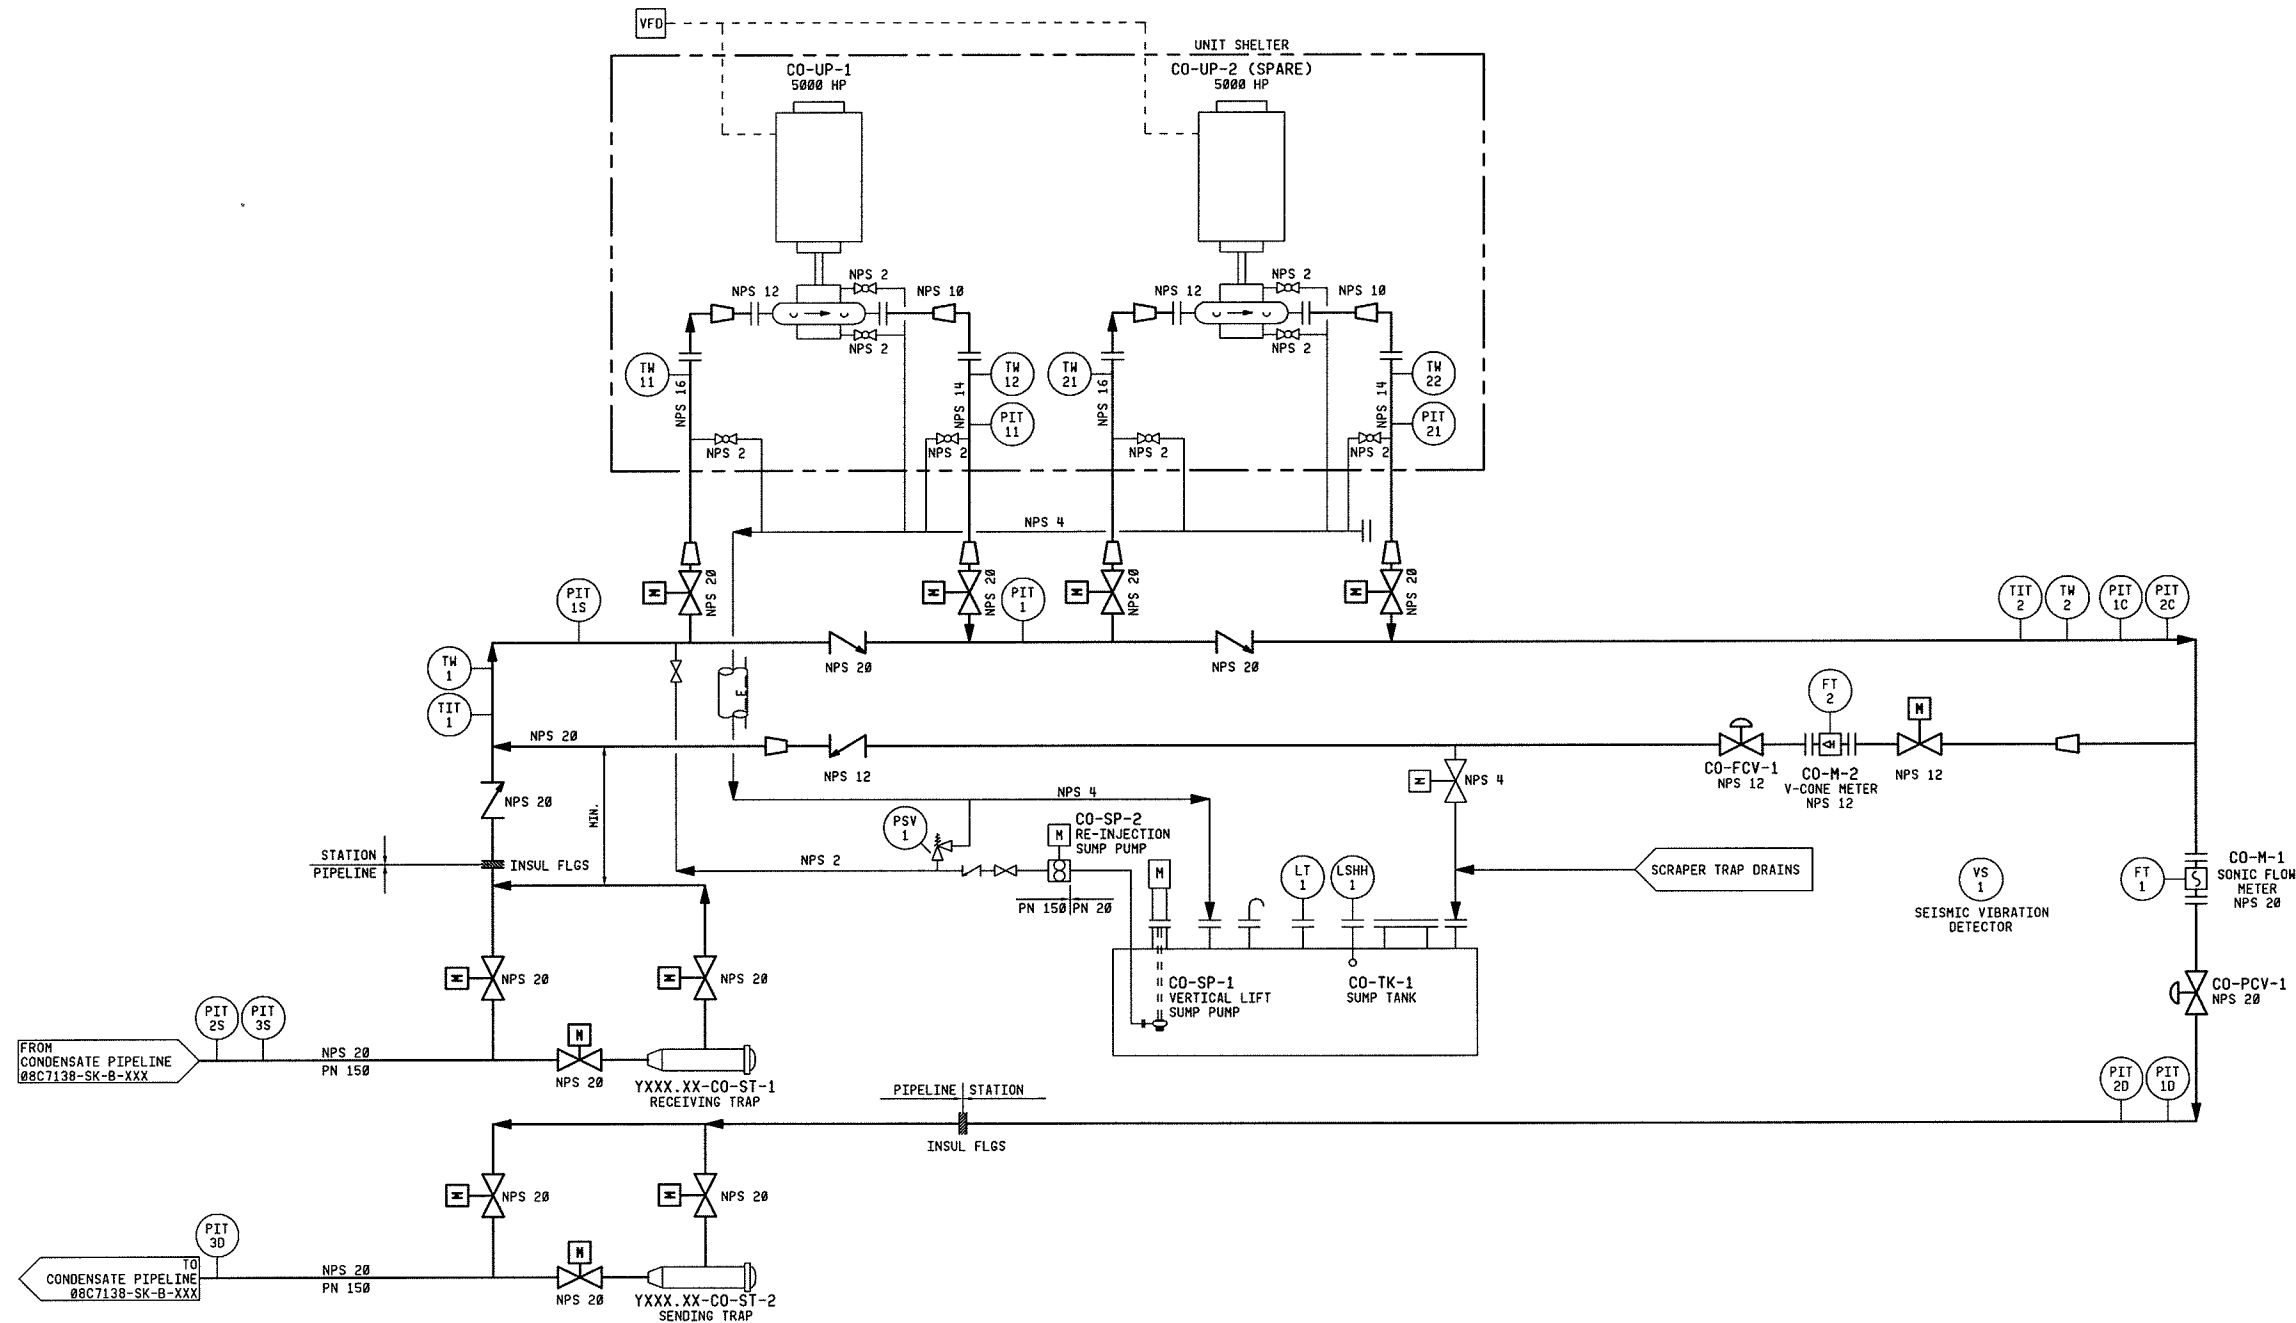 VFD
UNIT SHELTER
CO-UP-1
5000 HP
CO-UP-2 (SPARE)
5000 HP
NPS 2
NPS 12
NPS 10
NPS 2
NPS 2
NPS 12
NPS 10
NPS 2
TW
11
NPS 16
TW
12
NPS 14
PIT
11
TW
21
NPS 16
TW
22
NPS 14
PIT
21
NPS 2
NPS 2
NPS 2
NPS 2
NPS 4
PIT
1S
M
NPS 20
M
NPS 20
PIT
1
M
NPS 20
M
NPS 20
TIT
2
TW
2
PIT
1C
PIT
2C
NPS 20
NPS 20
TW
1
TIT
1
E
FT
2
M
NPS 20
NPS 12
CO-FCV-1
NPS 12
CO-M-2
V-CONE METER
NPS 12
NPS 12
M
NPS 4
NPS 20
MIN.
NPS 4
PSV
1
M
CO-SP-2
RE-INJECTION
SUMP PUMP
STATION
PIPELINE
INSUL FLGS
NPS 2
PN 150
PN 20
M
LT
1
LSHH
1
SCRAPER TRAP DRAINS
VS
1
SEISMIC VIBRATION
DETECTOR
FT
1
CO-M-1
SONIC FLOW
METER
NPS 20
M
NPS 20
M
NPS 20
CO-SP-1
VERTICAL LIFT
SUMP PUMP
CO-TK-1
SUMP TANK
CO-PCV-1
NPS 20
PIT
2S
PIT
3S
FROM
CONDENSATE PIPELINE
08C7138-SK-B-XXX
NPS 20
PN 150
M
NPS 20
YXXX.XX-CO-ST-1
RECEIVING TRAP
PIPELINE
STATION
INSUL FLGS
PIT
2D
PIT
1D
M
NPS 20
M
NPS 20
PIT
3D
TO
CONDENSATE PIPELINE
08C7138-SK-B-XXX
NPS 20
PN 150
M
NPS 20
YXXX.XX-CO-ST-2
SENDING TRAP